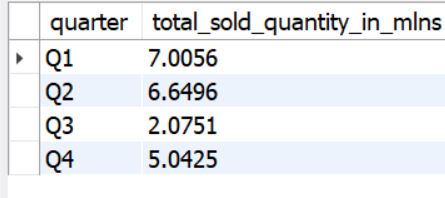 quarter total_sold_quantity_in_mlns
Q1 7.0056
Q2 6.6496
Q3 2.0751
Q4 5.0425